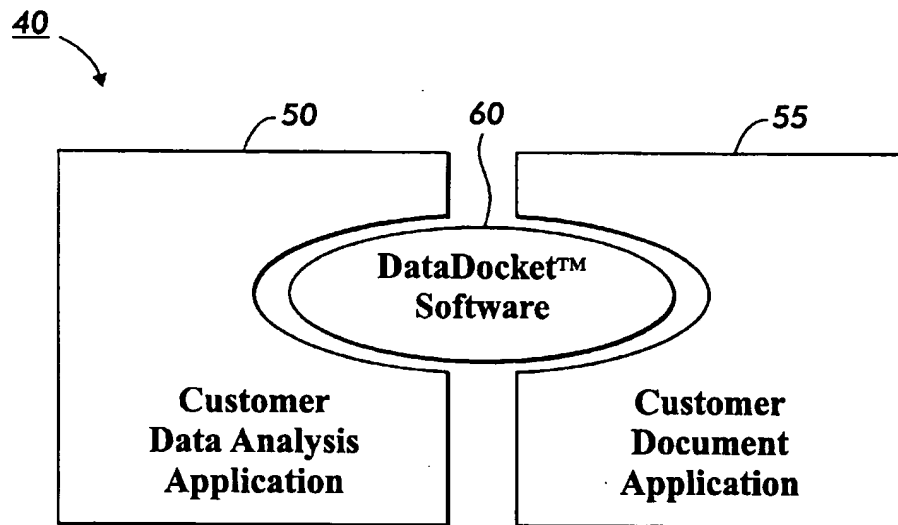 40
50
60
55
DataDocket™
Software
Customer
Data Analysis
Application
Customer
Document
Application